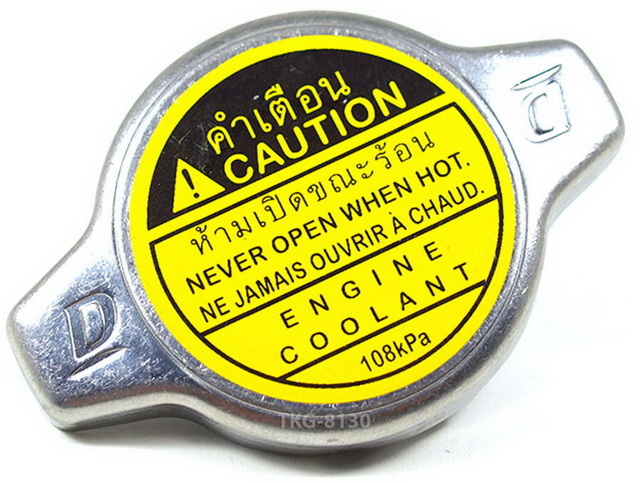 คำเตือน
CAUTION
ห้ามเปิดขณะร้อน
NEVER OPEN WHEN HOT.
NE JAMAIS OUVRIR À CHAUD.
ENGINE
COOLANT
108kPa
D
D
TKG-8130